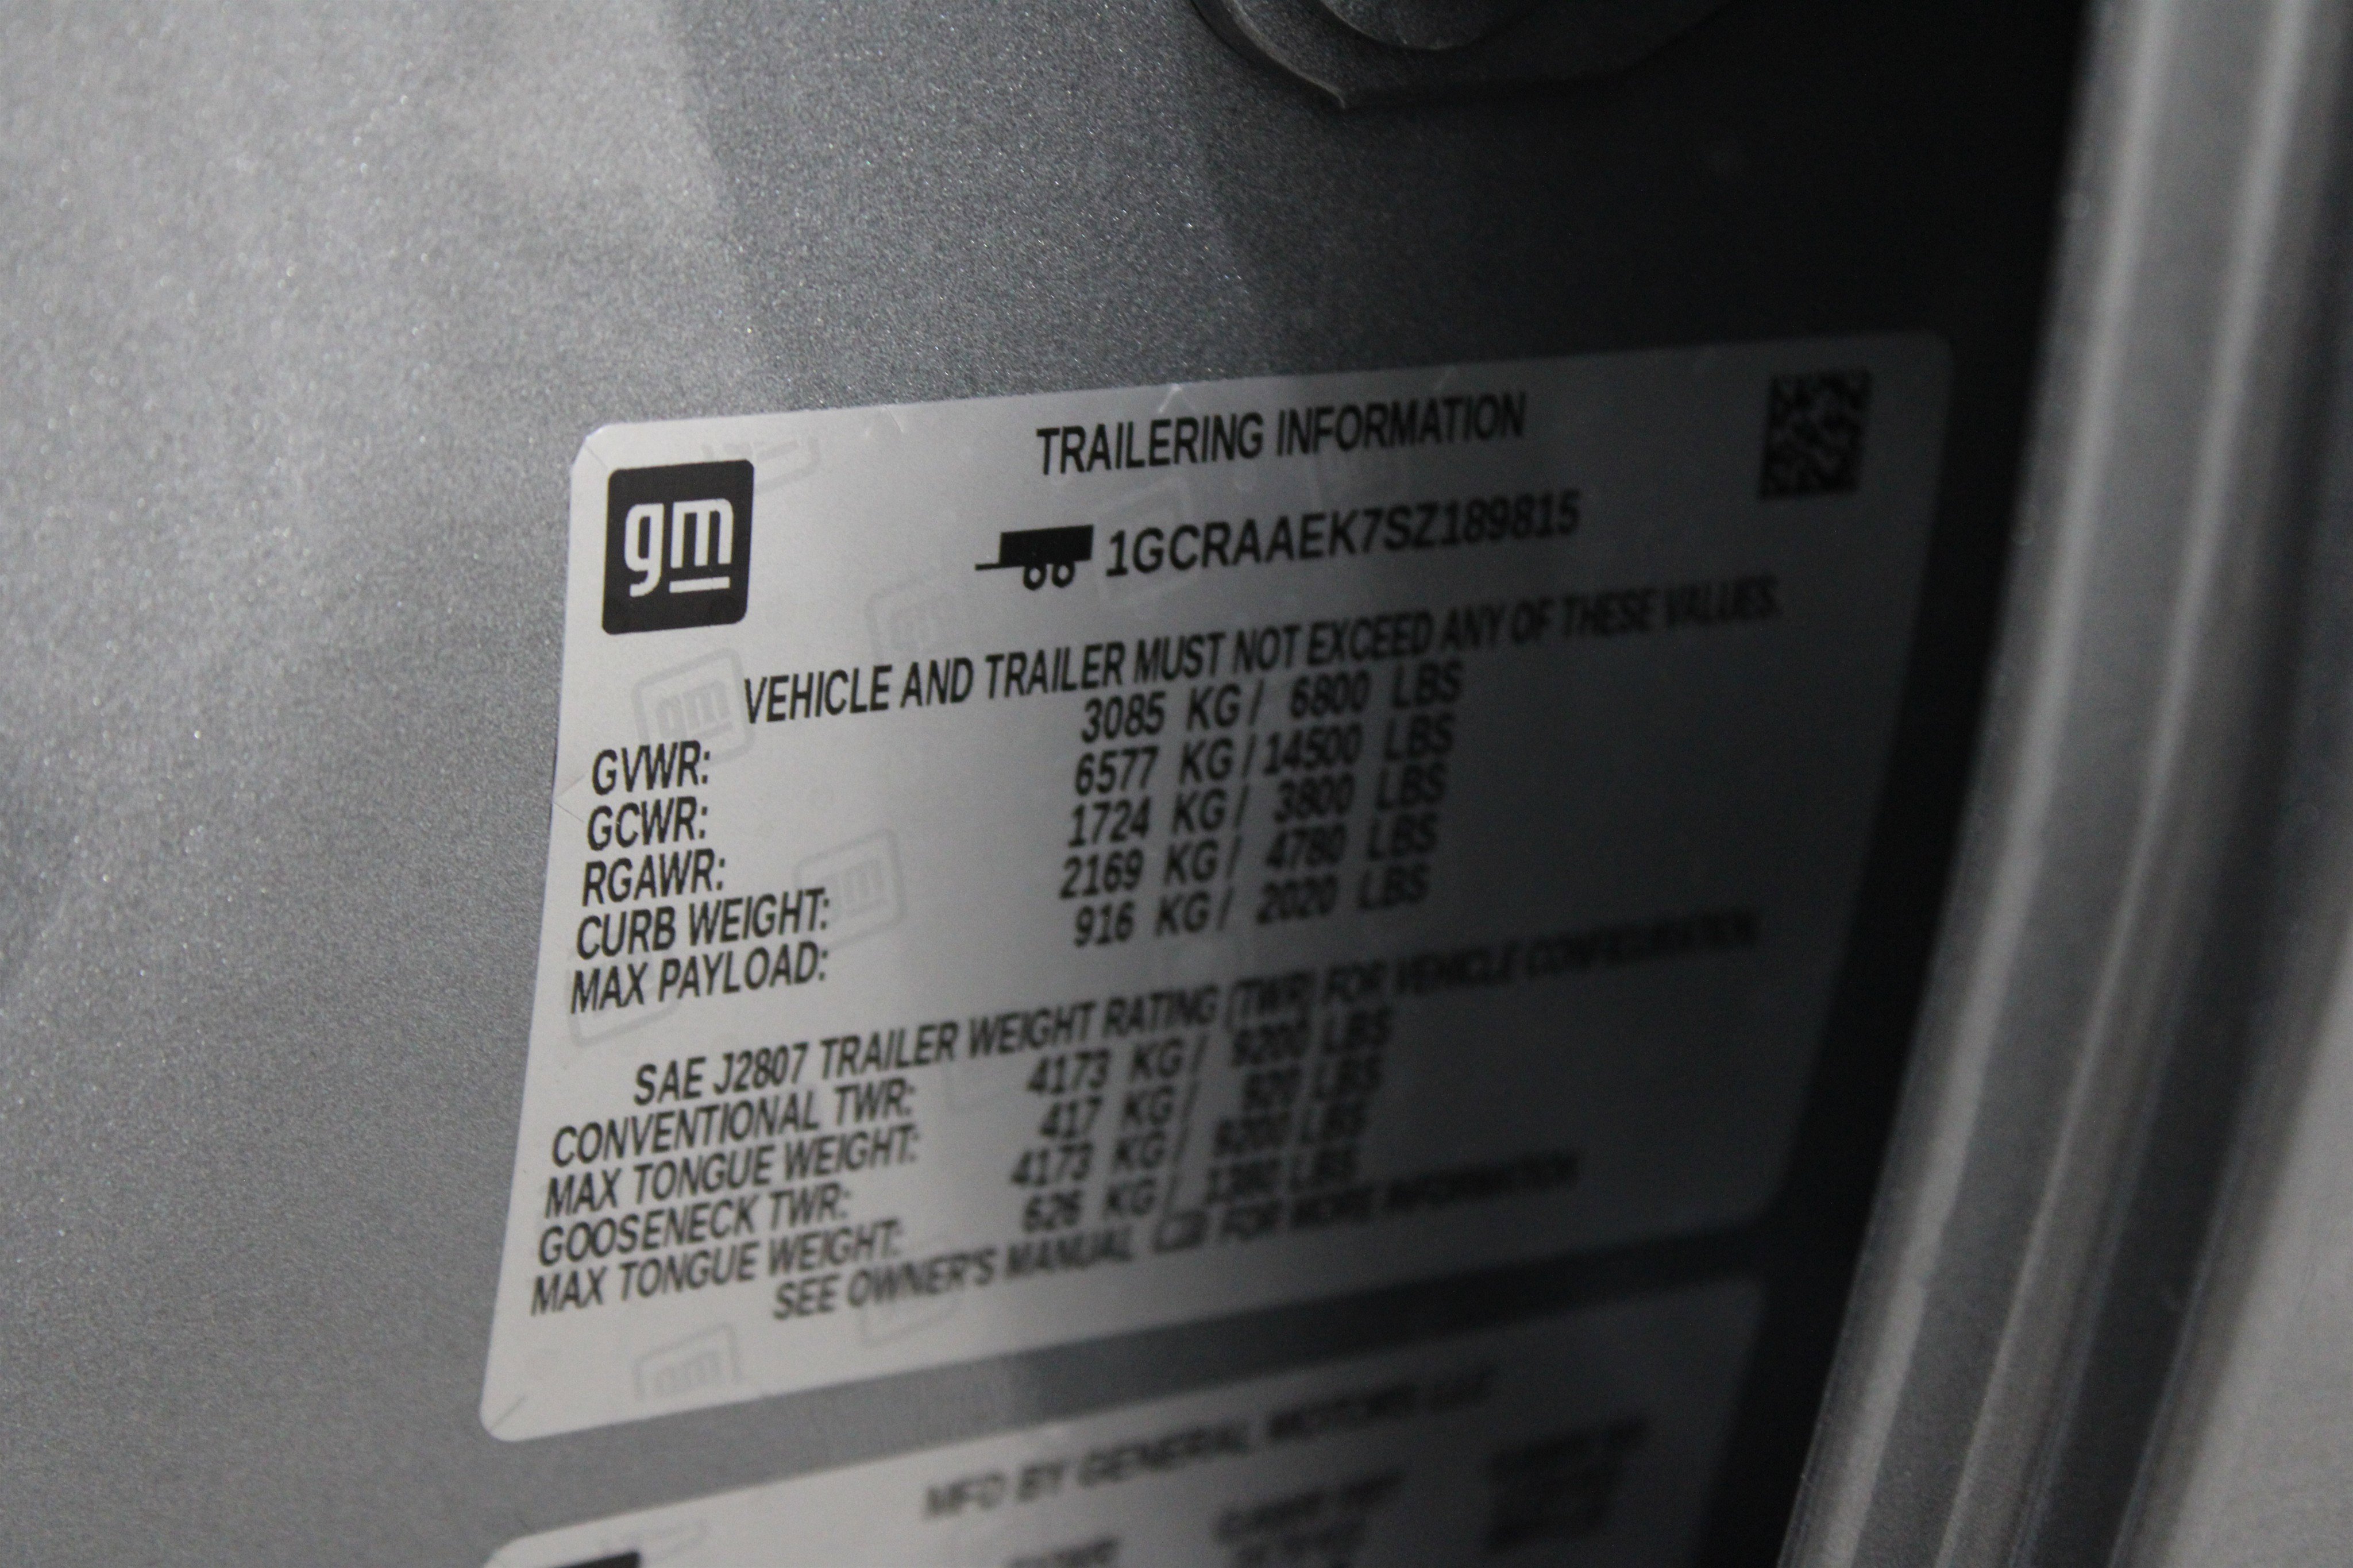 gm
TRAILERING INFORMATION
1GCRAAEK7SZ189815
VEHICLE AND TRAILER MUST NOT EXCEED ANY OF THESE VALUES.
GVWR: 3085 KG / 6800 LBS
GCWR: 6577 KG / 14500 LBS
RGAWR: 1724 KG / 3800 LBS
CURB WEIGHT: 2169 KG / 4780 LBS
MAX PAYLOAD: 916 KG / 2020 LBS
SAE J2807 TRAILER WEIGHT RATING (TWR) FOR VEHICLE CONFIGURATION
CONVENTIONAL TWR: 4173 KG / 9200 LBS
MAX TONGUE WEIGHT: 417 KG / 920 LBS
GOOSENECK TWR: 4173 KG / 9200 LBS
MAX TONGUE WEIGHT: 626 KG / 1380 LBS
SEE OWNER'S MANUAL FOR MORE INFORMATION
MFD BY GENERAL MOTORS LLC